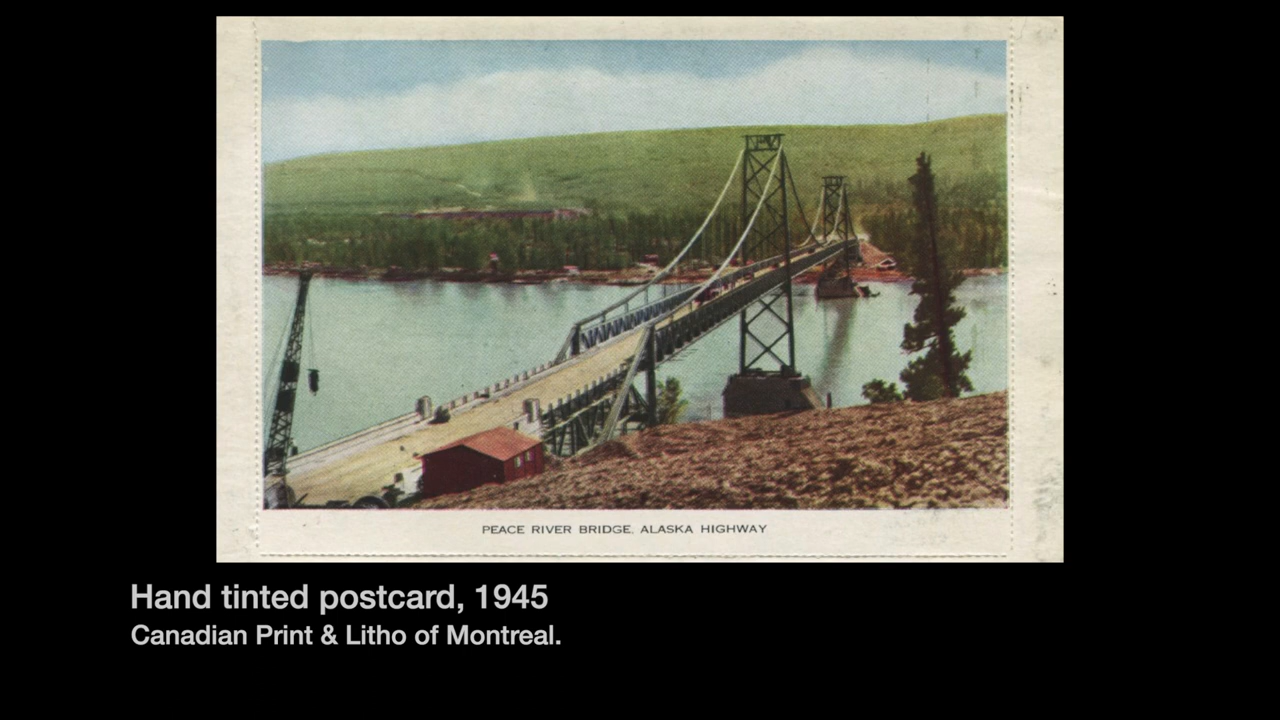 PEACE RIVER BRIDGE, ALASKA HIGHWAY
Hand tinted postcard, 1945
Canadian Print & Litho of Montreal.